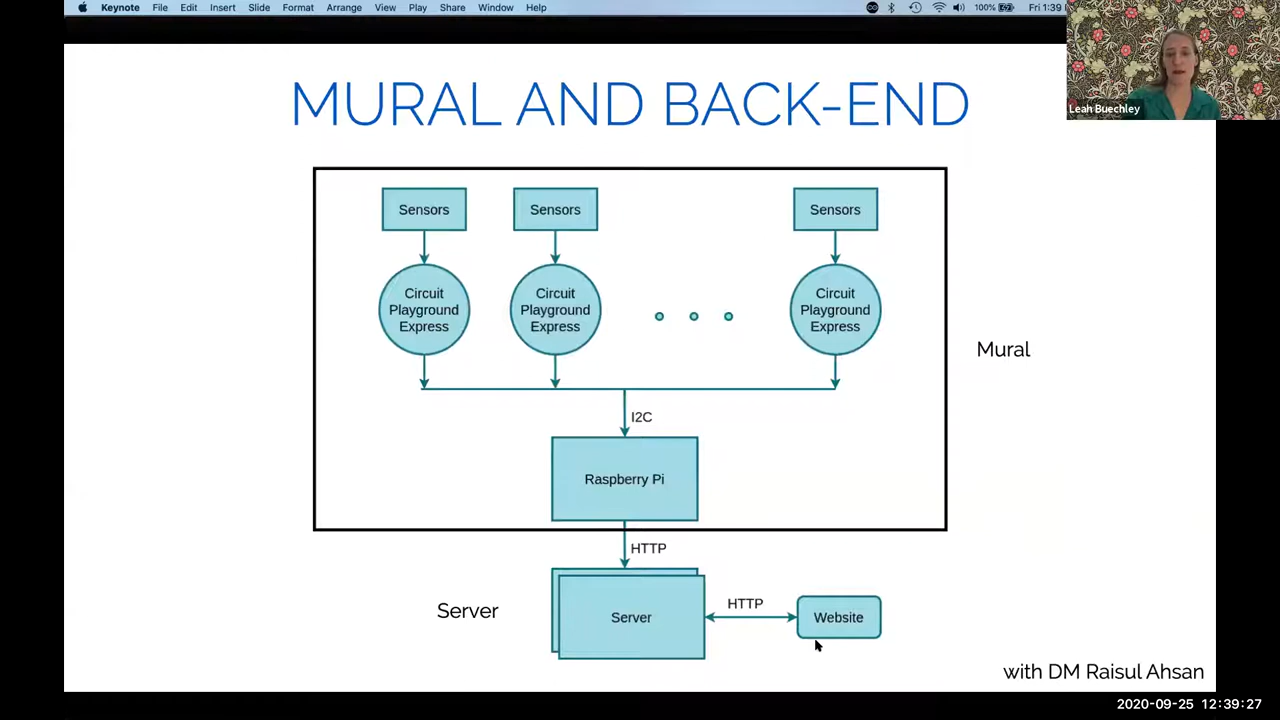 Keynote File Edit Insert Slide Format Arrange View Play Share Window Help 100% Fri 1:39
Leah Buechley
MURAL AND BACK-END
Sensors Sensors Sensors
Circuit Playground Express
Circuit Playground Express
Circuit Playground Express
Mural
I2C
Raspberry Pi
HTTP
Server
Server
HTTP
Website
with DM Raisul Ahsan
2020-09-25 12:39:27